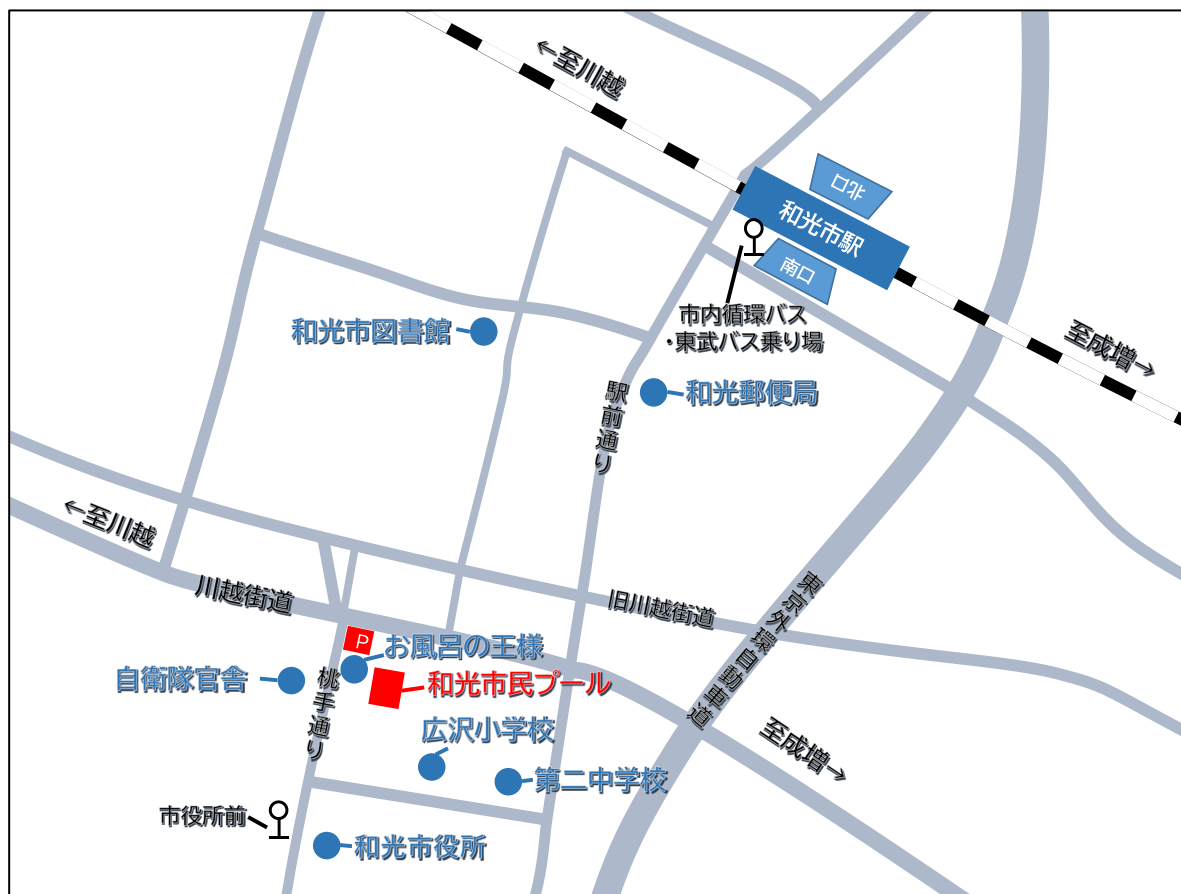 ←至川越
北口
和光市駅
南口
市内循環バス
・東武バス乗り場
至成増→
和光市図書館
和光郵便局
駅前通り
←至川越
川越街道
旧川越街道
東京外環自動車道
P
お風呂の王様
自衛隊官舎
桃手通り
和光市民プール
広沢小学校
至成増→
第二中学校
市役所前
和光市役所